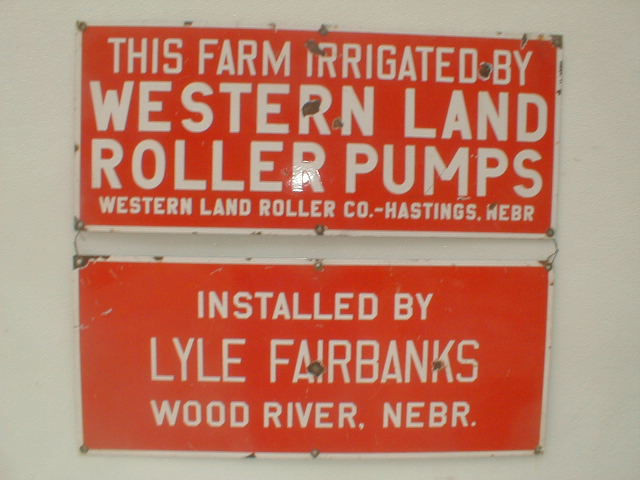 THIS FARM IRRIGATED BY
WESTERN LAND
ROLLER PUMPS
WESTERN LAND ROLLER CO.-HASTINGS, NEBR
INSTALLED BY
LYLE FAIRBANKS
WOOD RIVER, NEBR.